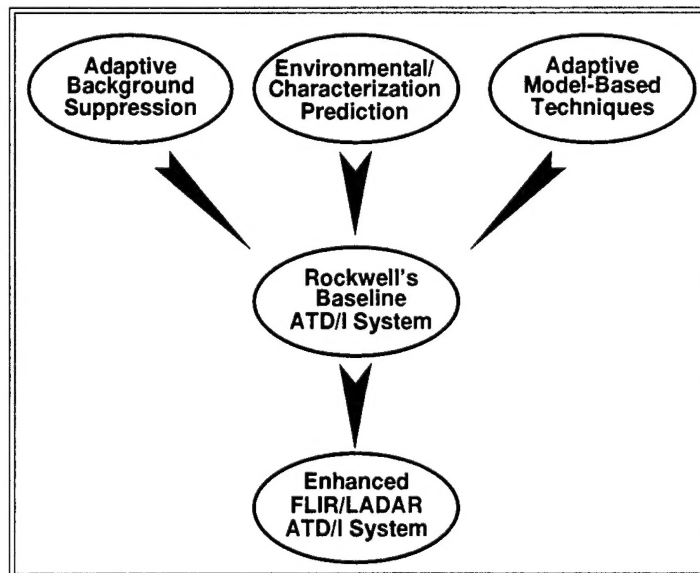 Adaptive
Background
Suppression
Environmental/
Characterization
Prediction
Adaptive
Model-Based
Techniques
Rockwell's
Baseline
ATD/I System
Enhanced
FLIR/LADAR
ATD/I System